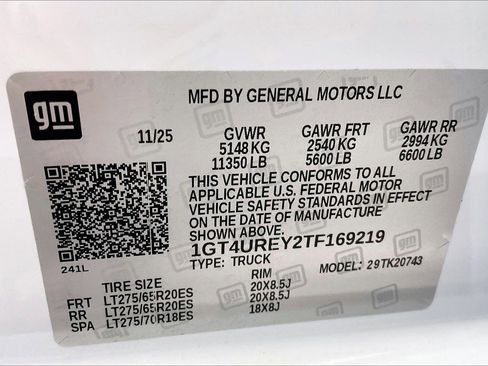 gm
MFD BY GENERAL MOTORS LLC
11/25 GVWR GAWR FRT GAWR RR
5148 KG 2540 KG 2994 KG
11350 LB 5600 LB 6600 LB
THIS VEHICLE CONFORMS TO ALL
APPLICABLE U.S. FEDERAL MOTOR
VEHICLE SAFETY STANDARDS IN EFFECT
ON THE DATE OF MANUFACTURE
SHOWN ABOVE.
1GT4UREY2TF169219
TYPE: TRUCK MODEL: 29TK20743
241L
TIRE SIZE RIM
FRT LT275/65R20ES 20X8.5J
RR LT275/65R20ES 20X8.5J
SPA LT275/70R18ES 18X8J